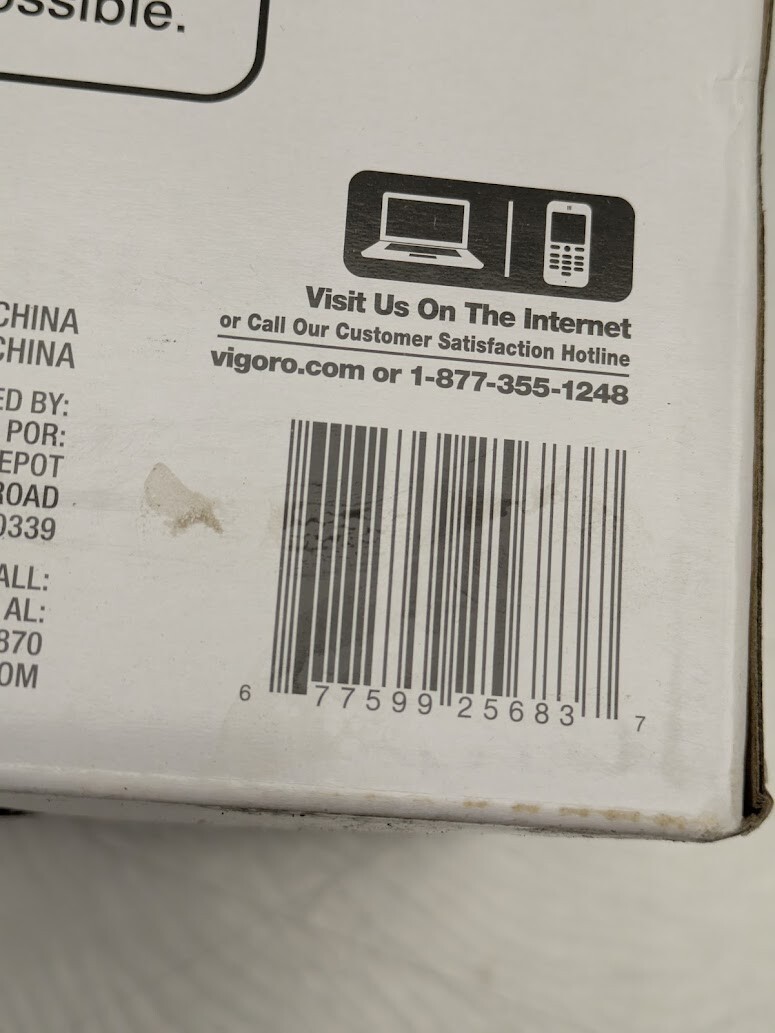 ossible.
CHINA
CHINA
ED BY:
POR:
EPOT
ROAD
0339
ALL:
AL:
870
OM
Visit Us On The Internet
or Call Our Customer Satisfaction Hotline
vigoro.com or 1-877-355-1248
6 77599 25683 7